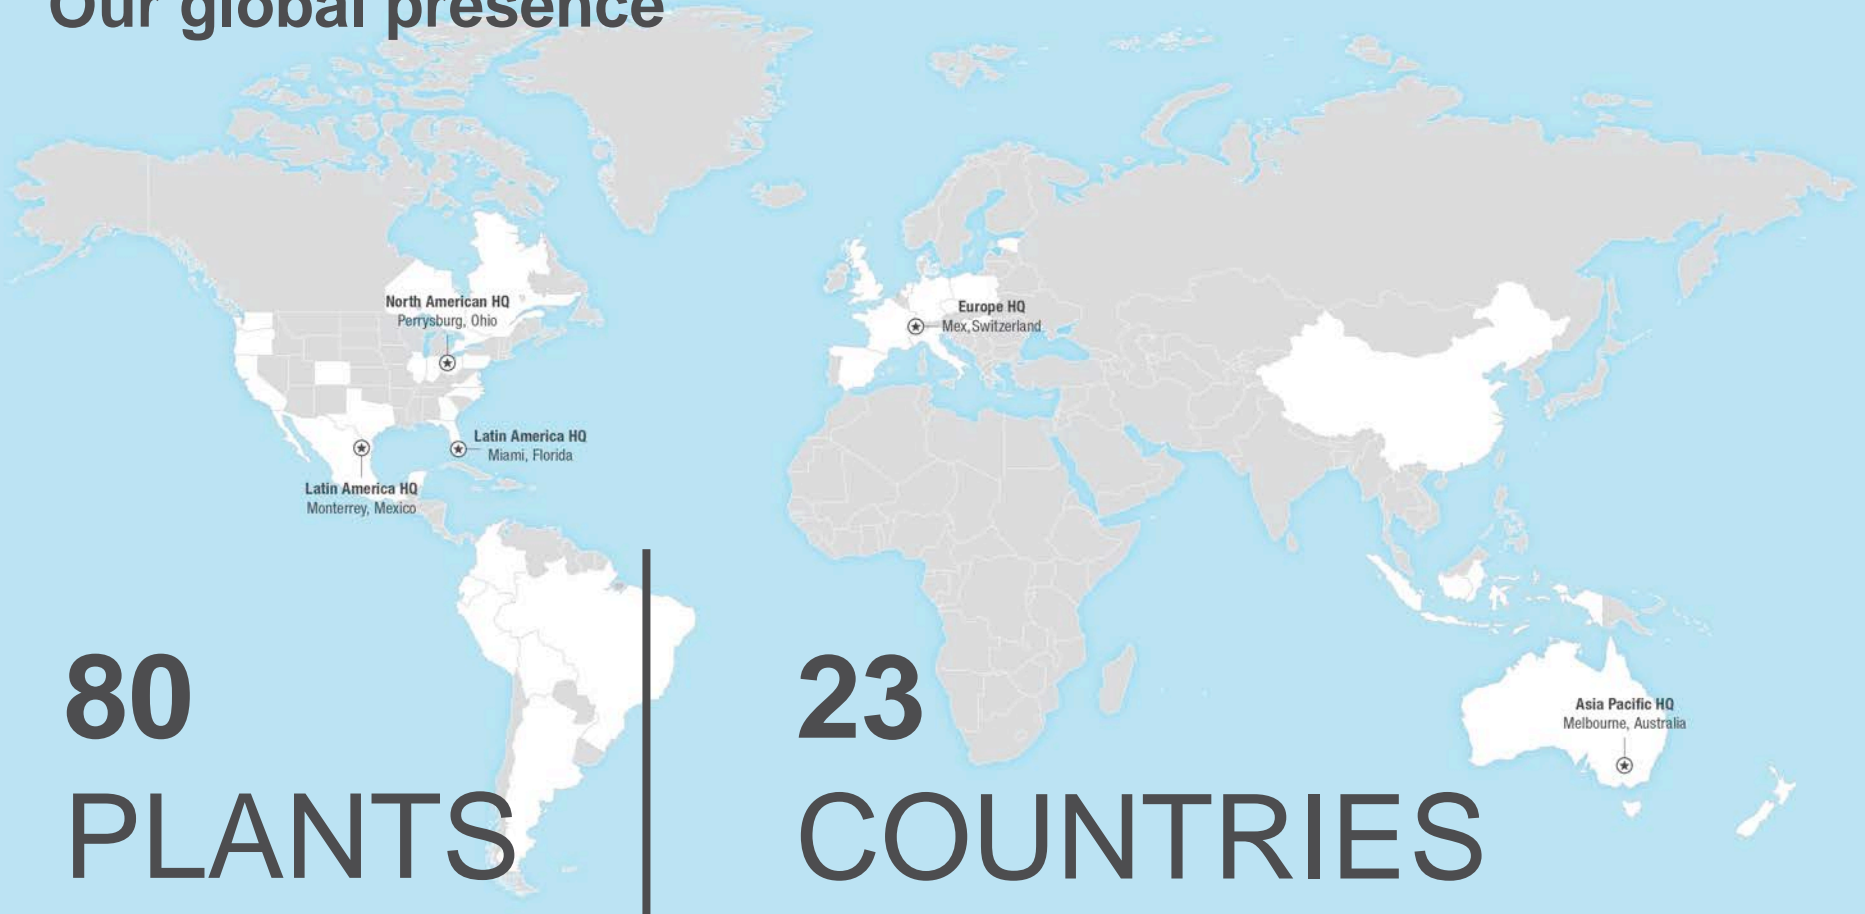 Our global presence
North American HQ
Perrysburg, Ohio
Europe HQ
Mex, Switzerland
Latin America HQ
Miami, Florida
Latin America HQ
Monterrey, Mexico
Asia Pacific HQ
Melbourne, Australia
80
PLANTS
23
COUNTRIES